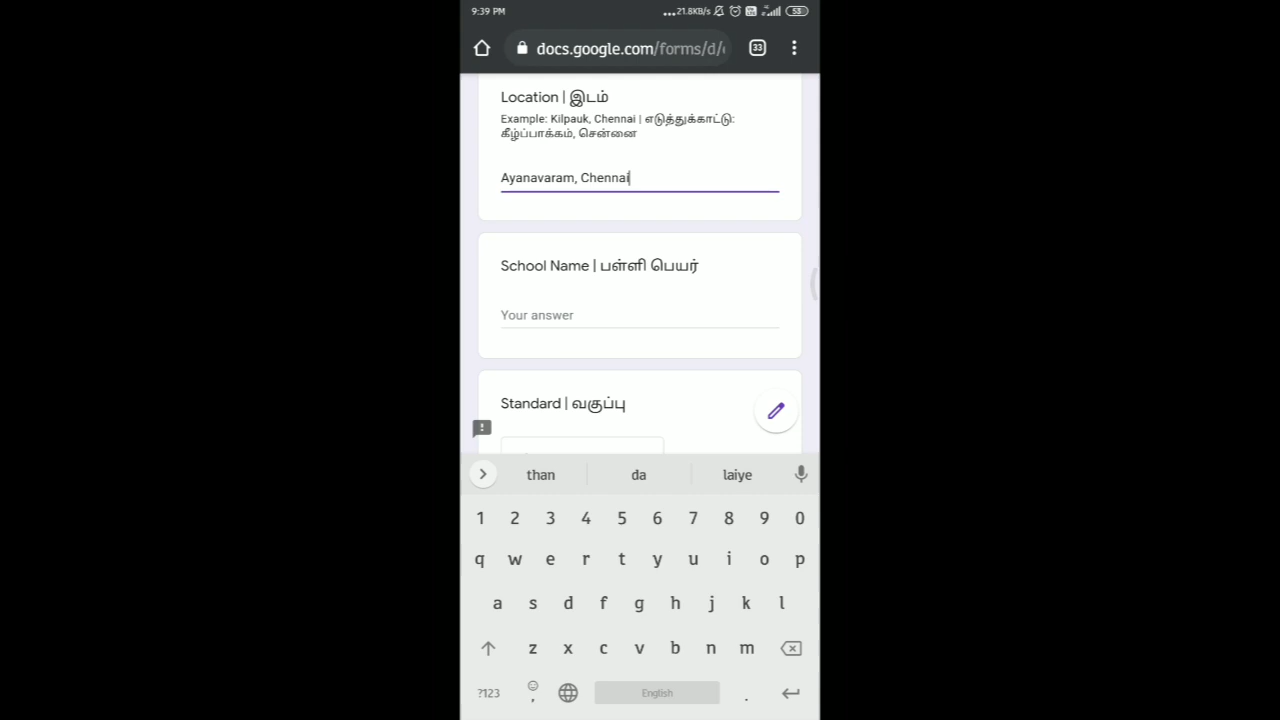 9:39 PM
21.8KB/s
53
docs.google.com/forms/d/
33
Location | இடம்
Example: Kilpauk, Chennai | எடுத்துக்காட்டு:
கீழ்ப்பாக்கம், சென்னை
Ayanavaram, Chennai
School Name | பள்ளி பெயர்
Your answer
Standard | வகுப்பு
than da laiye
1 2 3 4 5 6 7 8 9 0
q w e r t y u i o p
a s d f g h j k l
z x c v b n m
?123 , English .